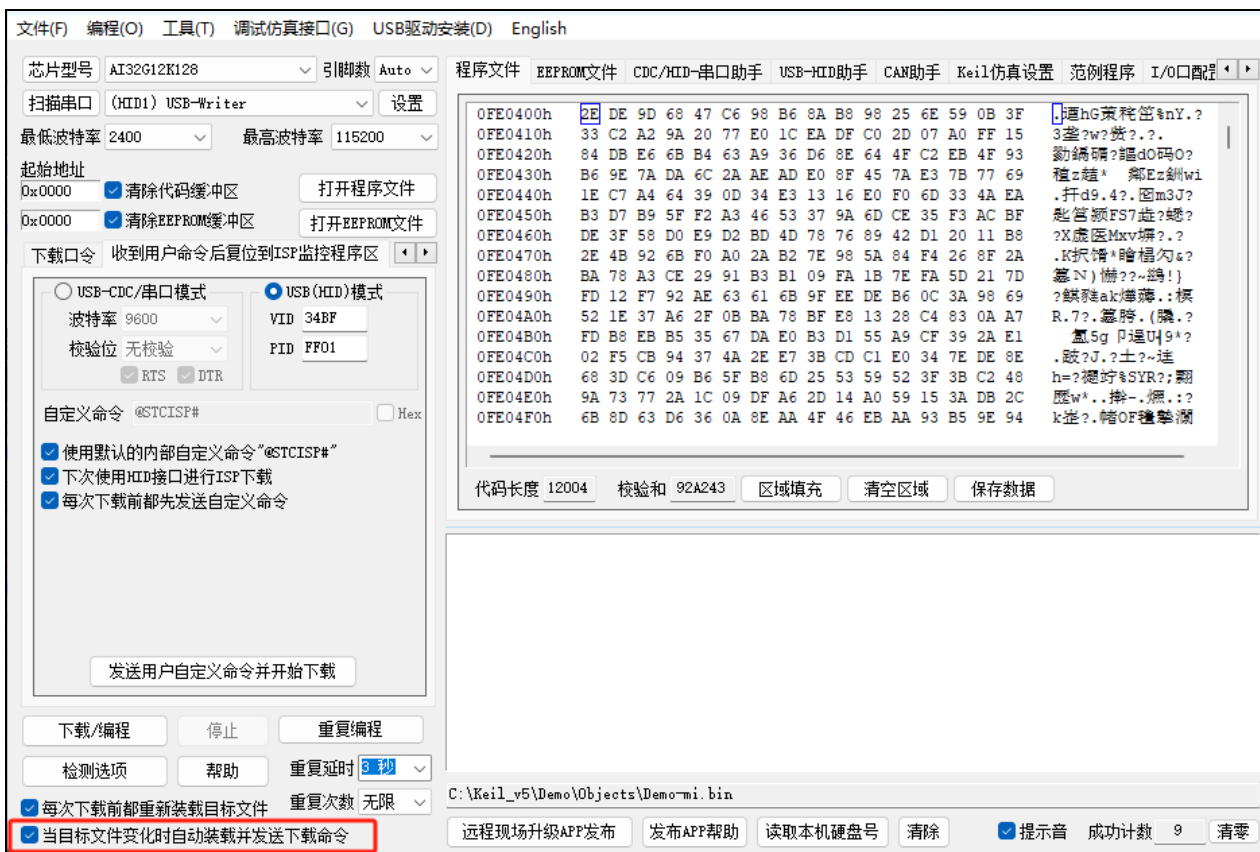 文件(F) 编程(O) 工具(T) 调试仿真接口(G) USB驱动安装(D) English
芯片型号 AI32G12K128 引脚数 Auto
扫描串口 (HID1) USB-Writer 设置
最低波特率 2400 最高波特率 115200
起始地址
0x0000 清除代码缓冲区 打开程序文件
0x0000 清除EEPROM缓冲区 打开EEPROM文件
下载口令 收到用户命令后复位到ISP监控程序区
USB-CDC/串口模式 USB(HID)模式
波特率 9600 VID 34BF
校验位 无校验 PID FF01
RTS DTR
自定义命令 @STCISP# Hex
使用默认的内部自定义命令"@STCISP#"
下次使用HID接口进行ISP下载
每次下载前都先发送自定义命令
发送用户自定义命令并开始下载
下载/编程 停止 重复编程
检测选项 帮助 重复延时 3 秒
每次下载前都重新装载目标文件 重复次数 无限
当目标文件变化时自动装载并发送下载命令
程序文件 EEPROM文件 CDC/HID-串口助手 USB-HID助手 CAN助手 Keil仿真设置 范例程序 I/O口配
0FE0400h 2E DE 9D 68 47 C6 98 B6 8A B8 98 25 6E 59 0B 3F
0FE0410h 33 C2 A2 9A 20 77 E0 1C EA DF C0 2D 07 A0 FF 15
0FE0420h 84 DB E6 6B B4 63 A9 36 D6 8E 64 4F C2 EB 4F 93
0FE0430h B6 9E 7A DA 6C 2A AE AD E0 8F 45 7A E3 7B 77 69
0FE0440h 1E C7 A4 64 39 0D 34 E3 13 16 E0 F0 6D 33 4A EA
0FE0450h B3 D7 B9 5F F2 A3 46 53 37 9A 6D CE 35 F3 AC BF
0FE0460h DE 3F 58 D0 E9 D2 BD 4D 78 76 89 42 D1 20 11 B8
0FE0470h 2E 4B 92 6B F0 A0 2A B2 7E 98 5A 84 F4 26 8F 2A
0FE0480h BA 78 A3 CE 29 91 B3 B1 09 FA 1B 7E FA 5D 21 7D
0FE0490h FD 12 F7 92 AE 63 61 6B 9F EE DE B6 0C 3A 98 69
0FE04A0h 52 1E 37 A6 2F 0B BA 78 BF E8 13 28 C4 83 0A A7
0FE04B0h FD B8 EB B5 35 67 DA E0 B3 D1 55 A9 CF 39 2A E1
0FE04C0h 02 F5 CB 94 37 4A 2E E7 3B CD C1 E0 34 7E DE 8E
0FE04D0h 68 3D C6 09 B6 5F B8 6D 25 53 59 52 3F 3B C2 48
0FE04E0h 9A 73 77 2A 1C 09 DF A6 2D 14 A0 59 15 3A DB 2C
0FE04F0h 6B 8D 63 D6 36 0A 8E AA 4F 46 EB AA 93 B5 9E 94
代码长度 12004 校验和 92A243 区域填充 清空区域 保存数据
C:\Keil_v5\Demo\Objects\Demo-mi.bin
远程现场升级APP发布 发布APP帮助 读取本机硬盘号 清除 提示音 成功计数 9 清零